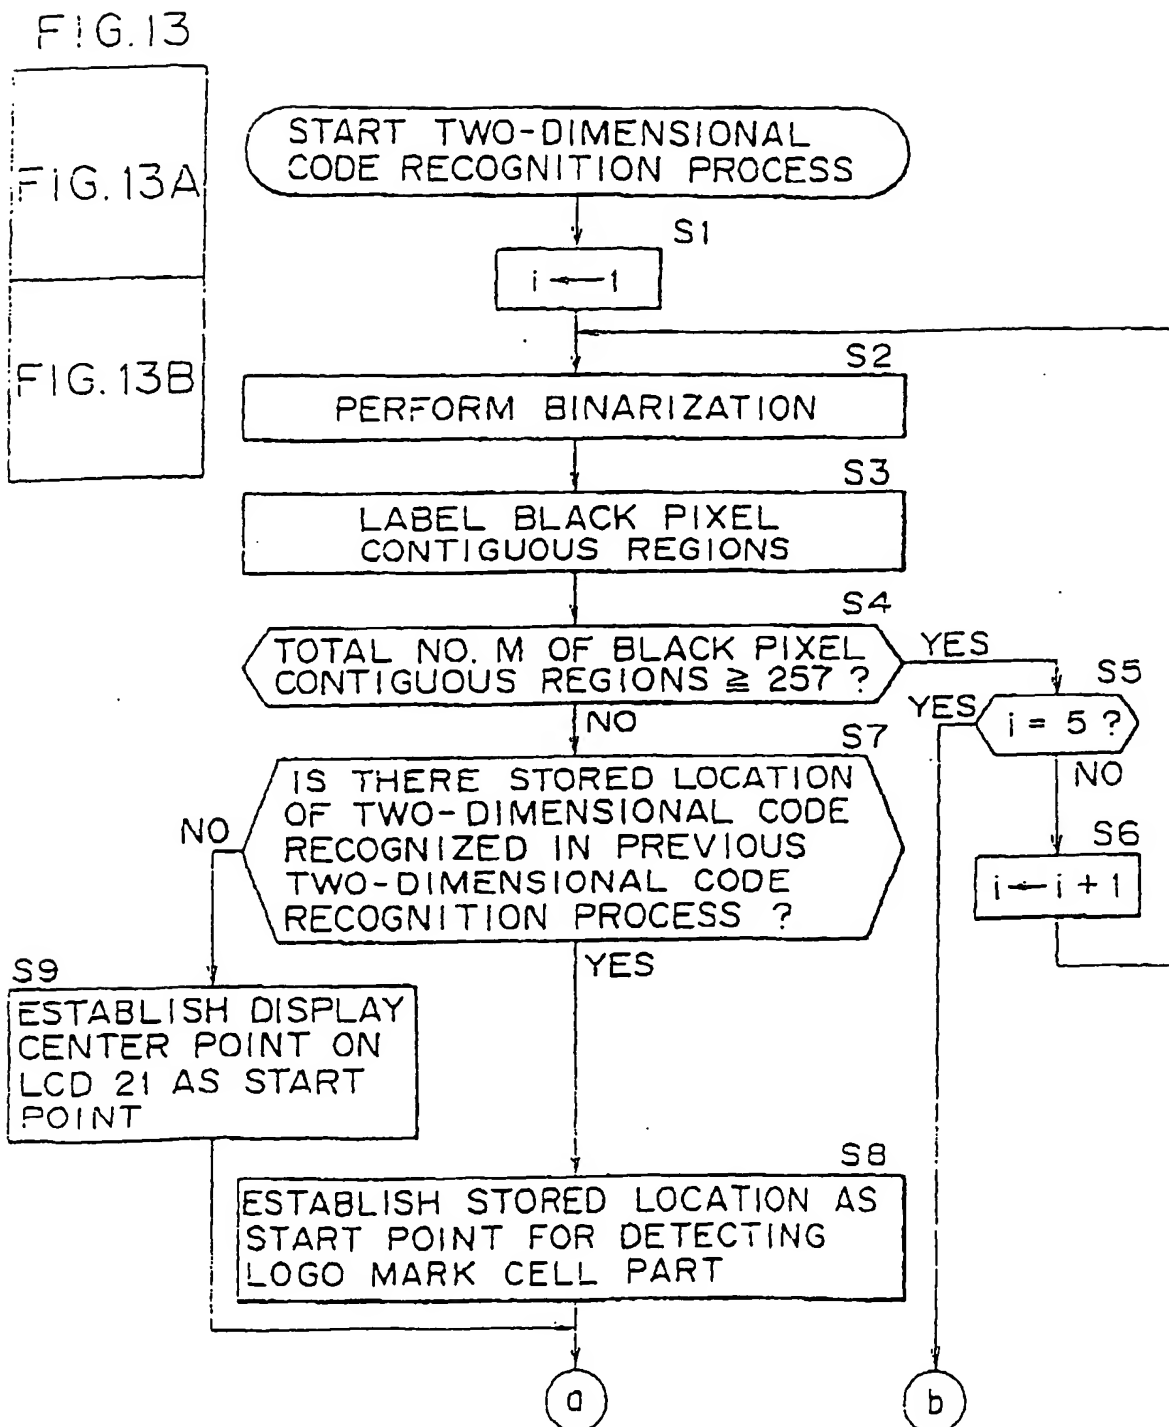 FIG.13
FIG.13A
FIG.13B
START TWO-DIMENSIONAL
CODE RECOGNITION PROCESS
S1
i ← 1
S2
PERFORM BINARIZATION
S3
LABEL BLACK PIXEL
CONTIGUOUS REGIONS
S4
TOTAL NO. M OF BLACK PIXEL
CONTIGUOUS REGIONS ≧ 257 ?
YES
NO
S5
i = 5 ?
YES
NO
S6
i ← i + 1
S7
IS THERE STORED LOCATION
OF TWO-DIMENSIONAL CODE
RECOGNIZED IN PREVIOUS
TWO-DIMENSIONAL CODE
RECOGNITION PROCESS ?
NO
YES
S9
ESTABLISH DISPLAY
CENTER POINT ON
LCD 21 AS START
POINT
S8
ESTABLISH STORED LOCATION AS
START POINT FOR DETECTING
LOGO MARK CELL PART
a
b